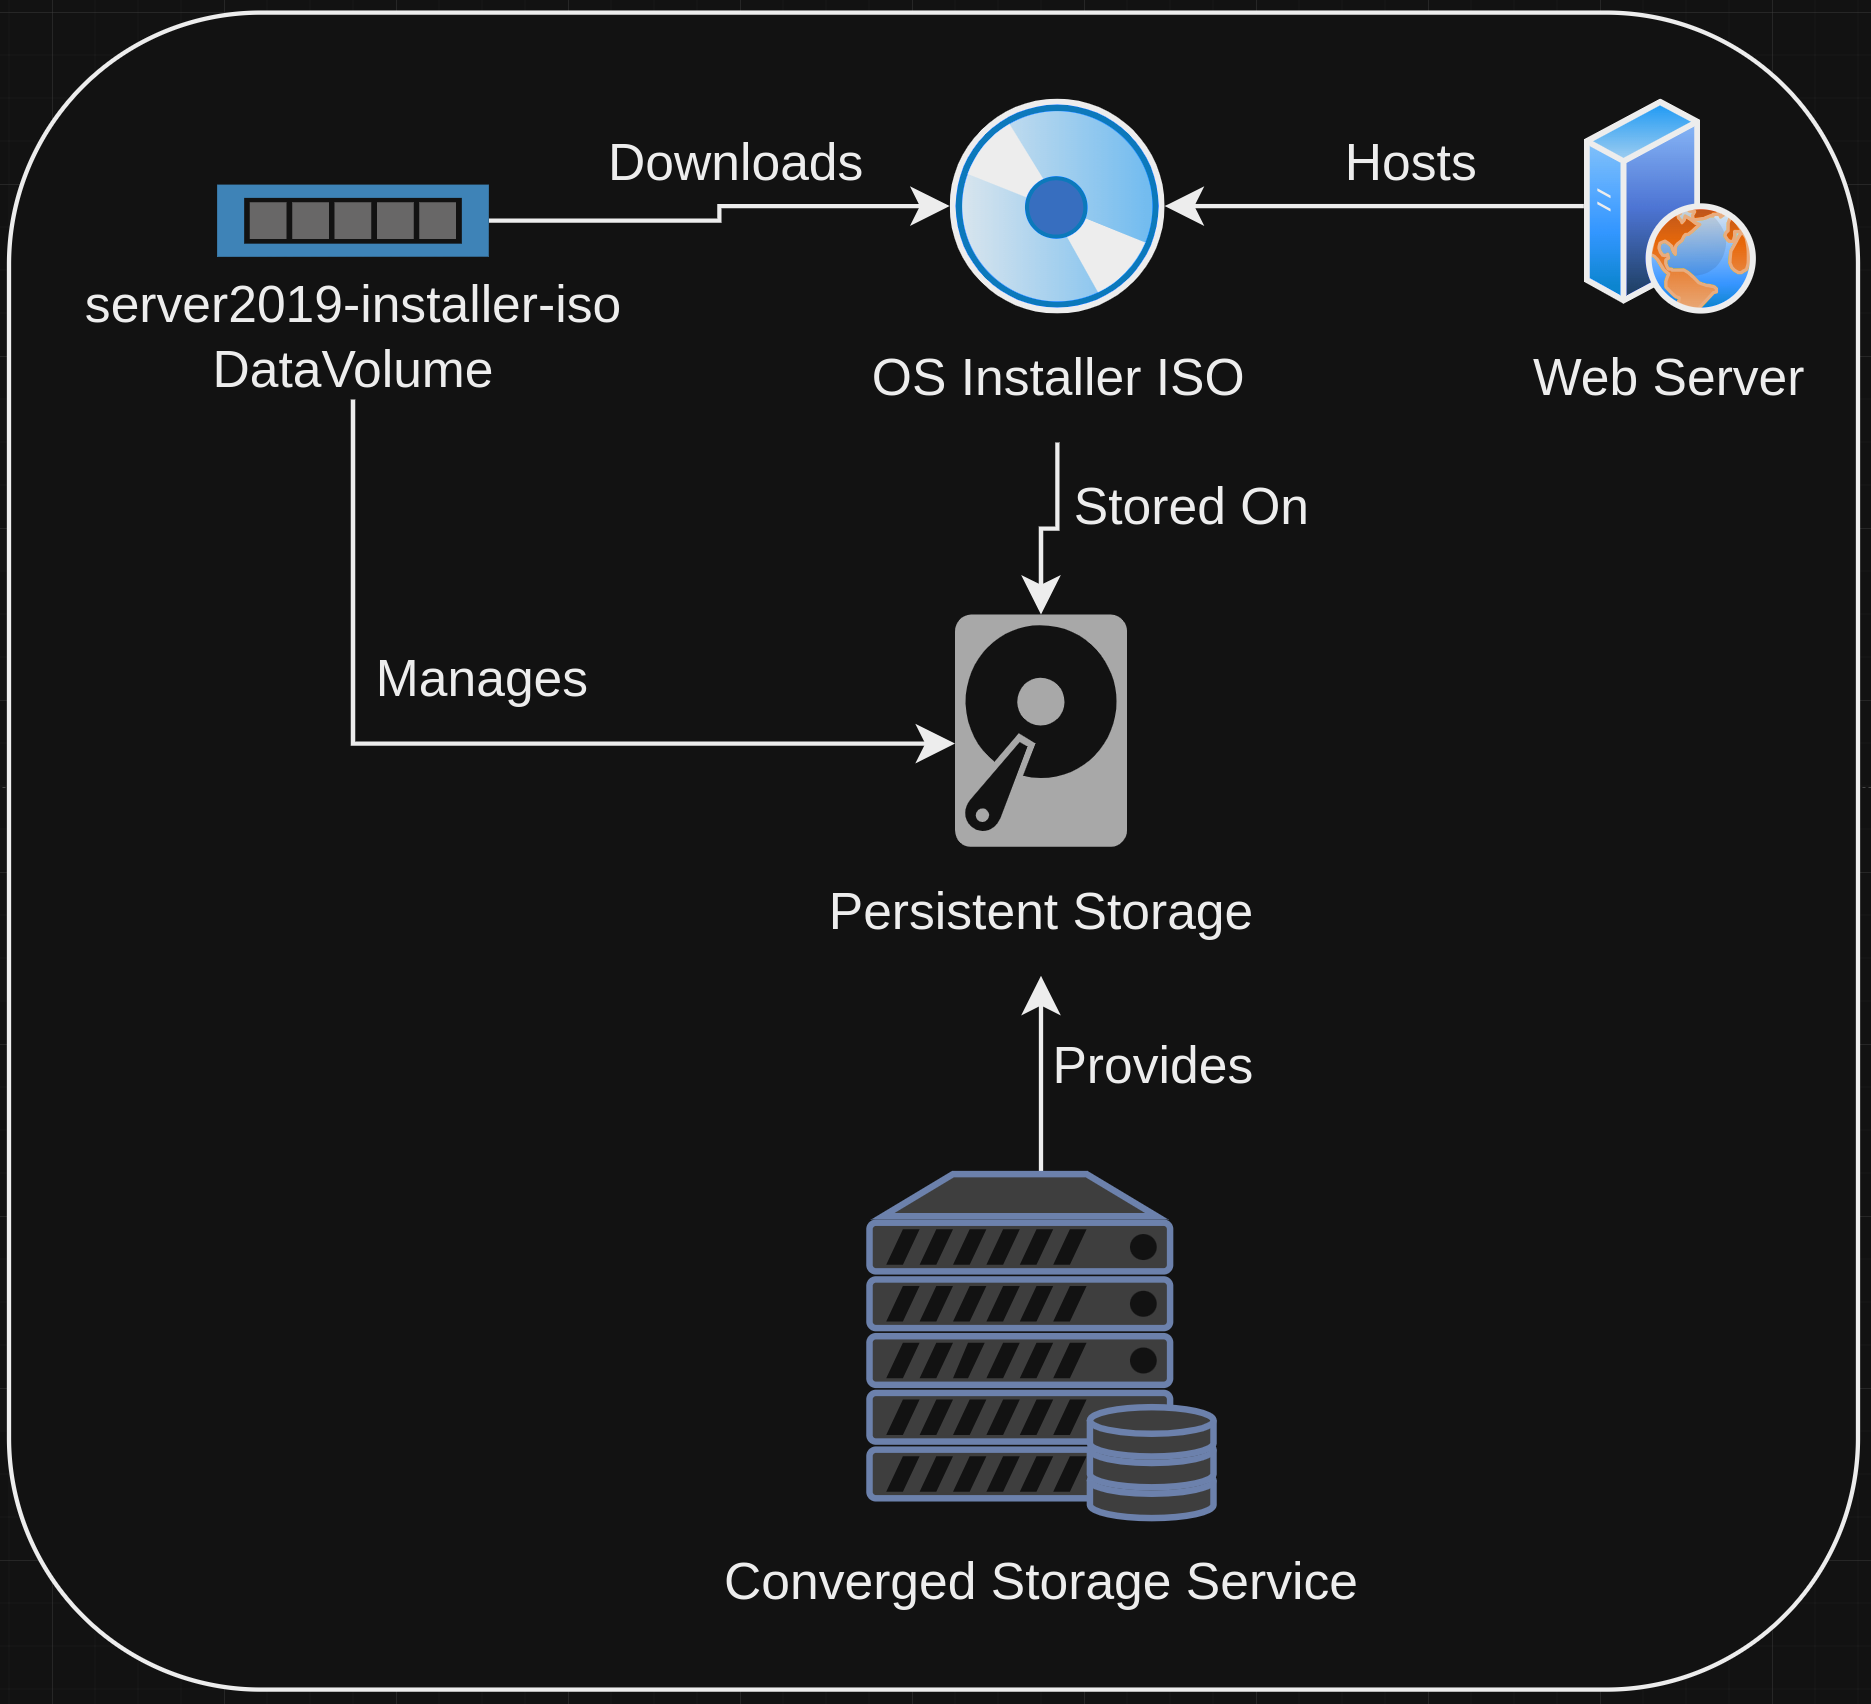 Downloads
Hosts
server2019-installer-iso
DataVolume
OS Installer ISO
Web Server
Stored On
Manages
Persistent Storage
Provides
Converged Storage Service